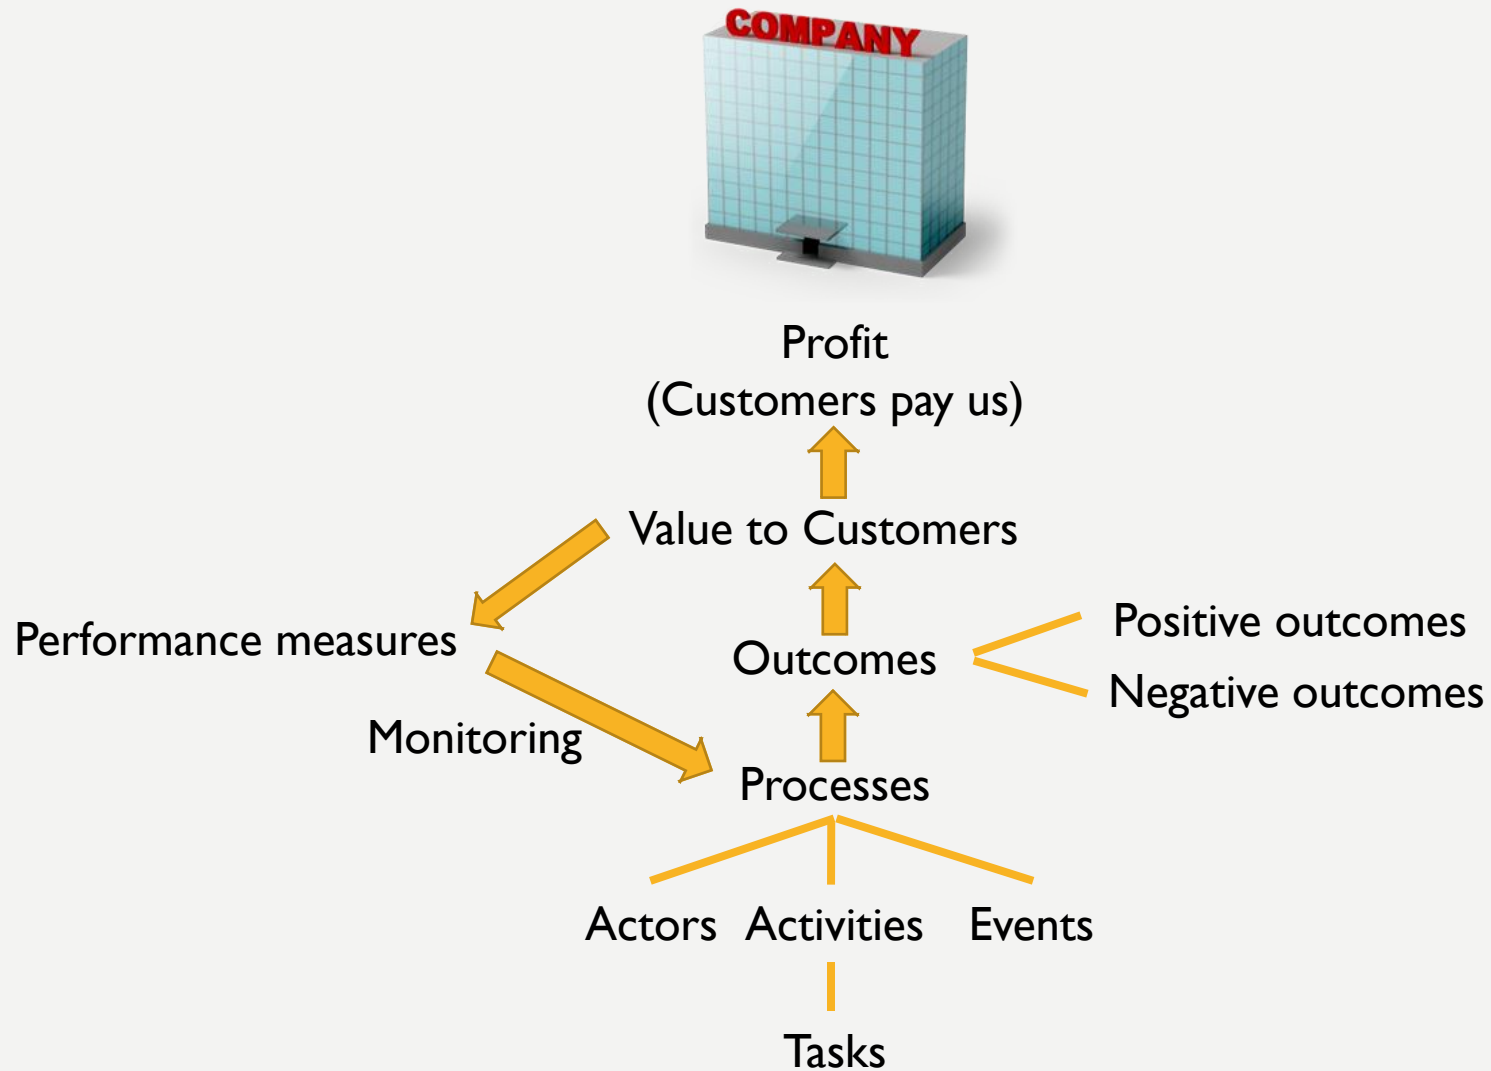 COMPANY
Profit
(Customers pay us)
Value to Customers
Performance measures
Outcomes
Positive outcomes
Negative outcomes
Monitoring
Processes
Actors
Activities
Events
Tasks